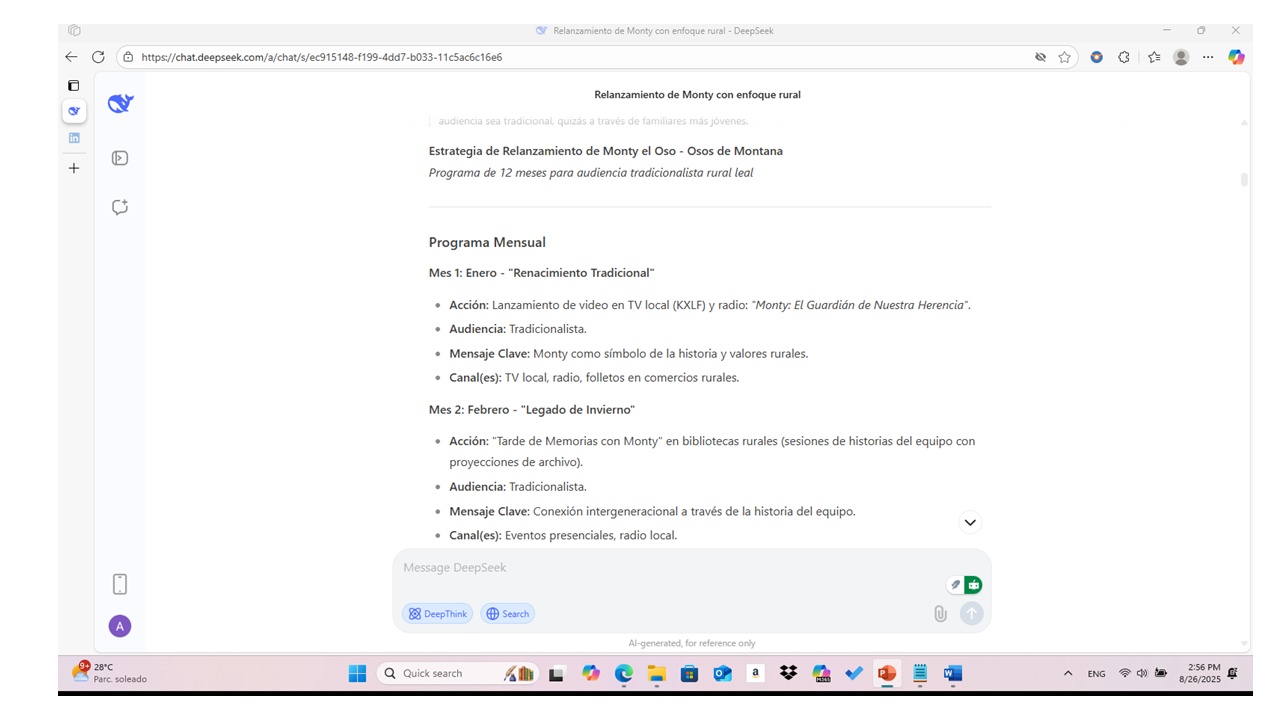 Relanzamiento de Monty con enfoque rural - DeepSeek
https://chat.deepseek.com/a/chat/s/ec915148-f199-4dd7-b033-11c5ac6c16e6
Relanzamiento de Monty con enfoque rural
audiencia sea tradicional, quizás a través de familiares más jóvenes.
Estrategia de Relanzamiento de Monty el Oso - Osos de Montana
Programa de 12 meses para audiencia tradicionalista rural leal
Programa Mensual
Mes 1: Enero - "Renacimiento Tradicional"
• Acción: Lanzamiento de video en TV local (KXLF) y radio: "Monty: El Guardián de Nuestra Herencia".
• Audiencia: Tradicionalista.
• Mensaje Clave: Monty como símbolo de la historia y valores rurales.
• Canal(es): TV local, radio, folletos en comercios rurales.
Mes 2: Febrero - "Legado de Invierno"
• Acción: "Tarde de Memorias con Monty" en bibliotecas rurales (sesiones de historias del equipo con
proyecciones de archivo).
• Audiencia: Tradicionalista.
• Mensaje Clave: Conexión intergeneracional a través de la historia del equipo.
• Canal(es): Eventos presenciales, radio local.
Message DeepSeek
DeepThink
Search
A
AI-generated, for reference only
in
9+
28°C
Parc. soleado
Quick search
a
M365
P
W
ENG
2:56 PM
8/26/2025